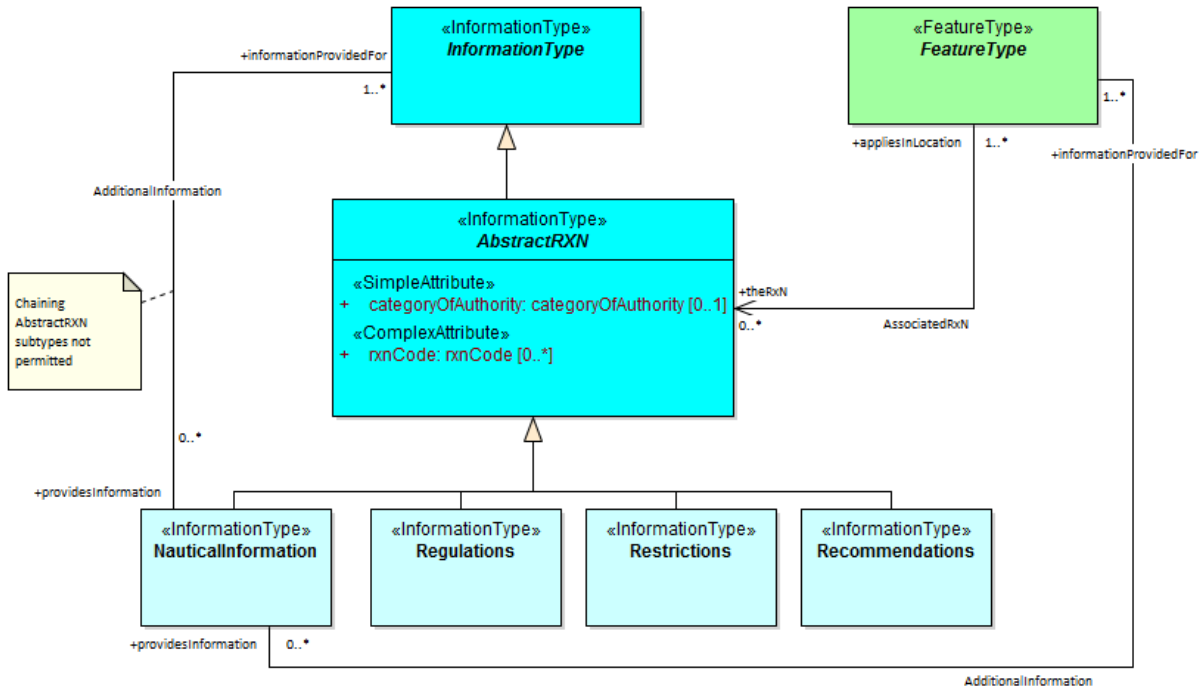 «InformationType»
InformationType
«FeatureType»
FeatureType
+informationProvidedFor
1..*
1..*
+appliesInLocation
1..*
+informationProvidedFor
AdditionalInformation
«InformationType»
AbstractRXN
«SimpleAttribute»
+ categoryOfAuthority: categoryOfAuthority [0..1]
«ComplexAttribute»
+ rxnCode: rxnCode [0..*]
+theRxN
0..*
AssociatedRxN
Chaining
AbstractRXN
subtypes not
permitted
0..*
+providesInformation
«InformationType»
NauticalInformation
«InformationType»
Regulations
«InformationType»
Restrictions
«InformationType»
Recommendations
+providesInformation
0..*
AdditionalInformation